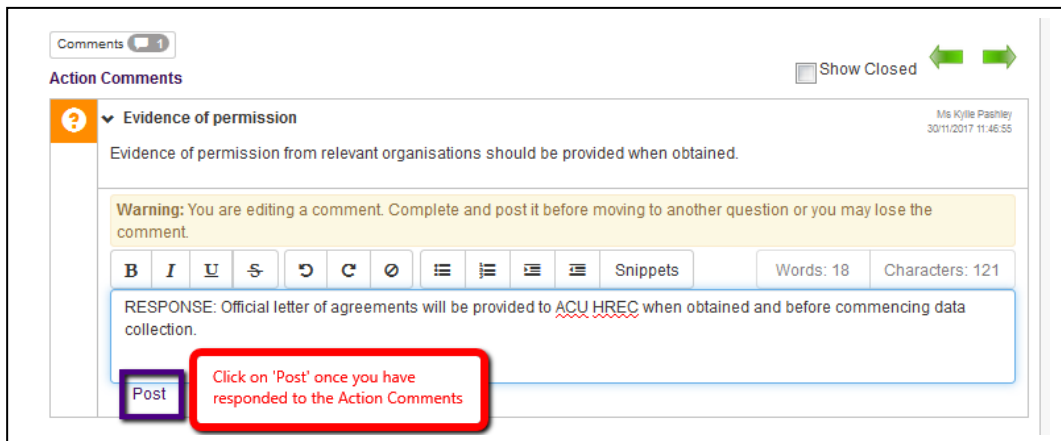 Comments 1
Action Comments
Show Closed
Evidence of permission
Ms Kylie Pashley
30/11/2017 11:46:55
Evidence of permission from relevant organisations should be provided when obtained.
Warning: You are editing a comment. Complete and post it before moving to another question or you may lose the
comment.
B I U S Snippets Words: 18 Characters: 121
RESPONSE: Official letter of agreements will be provided to ACU HREC when obtained and before commencing data
collection.
Post
Click on 'Post' once you have
responded to the Action Comments